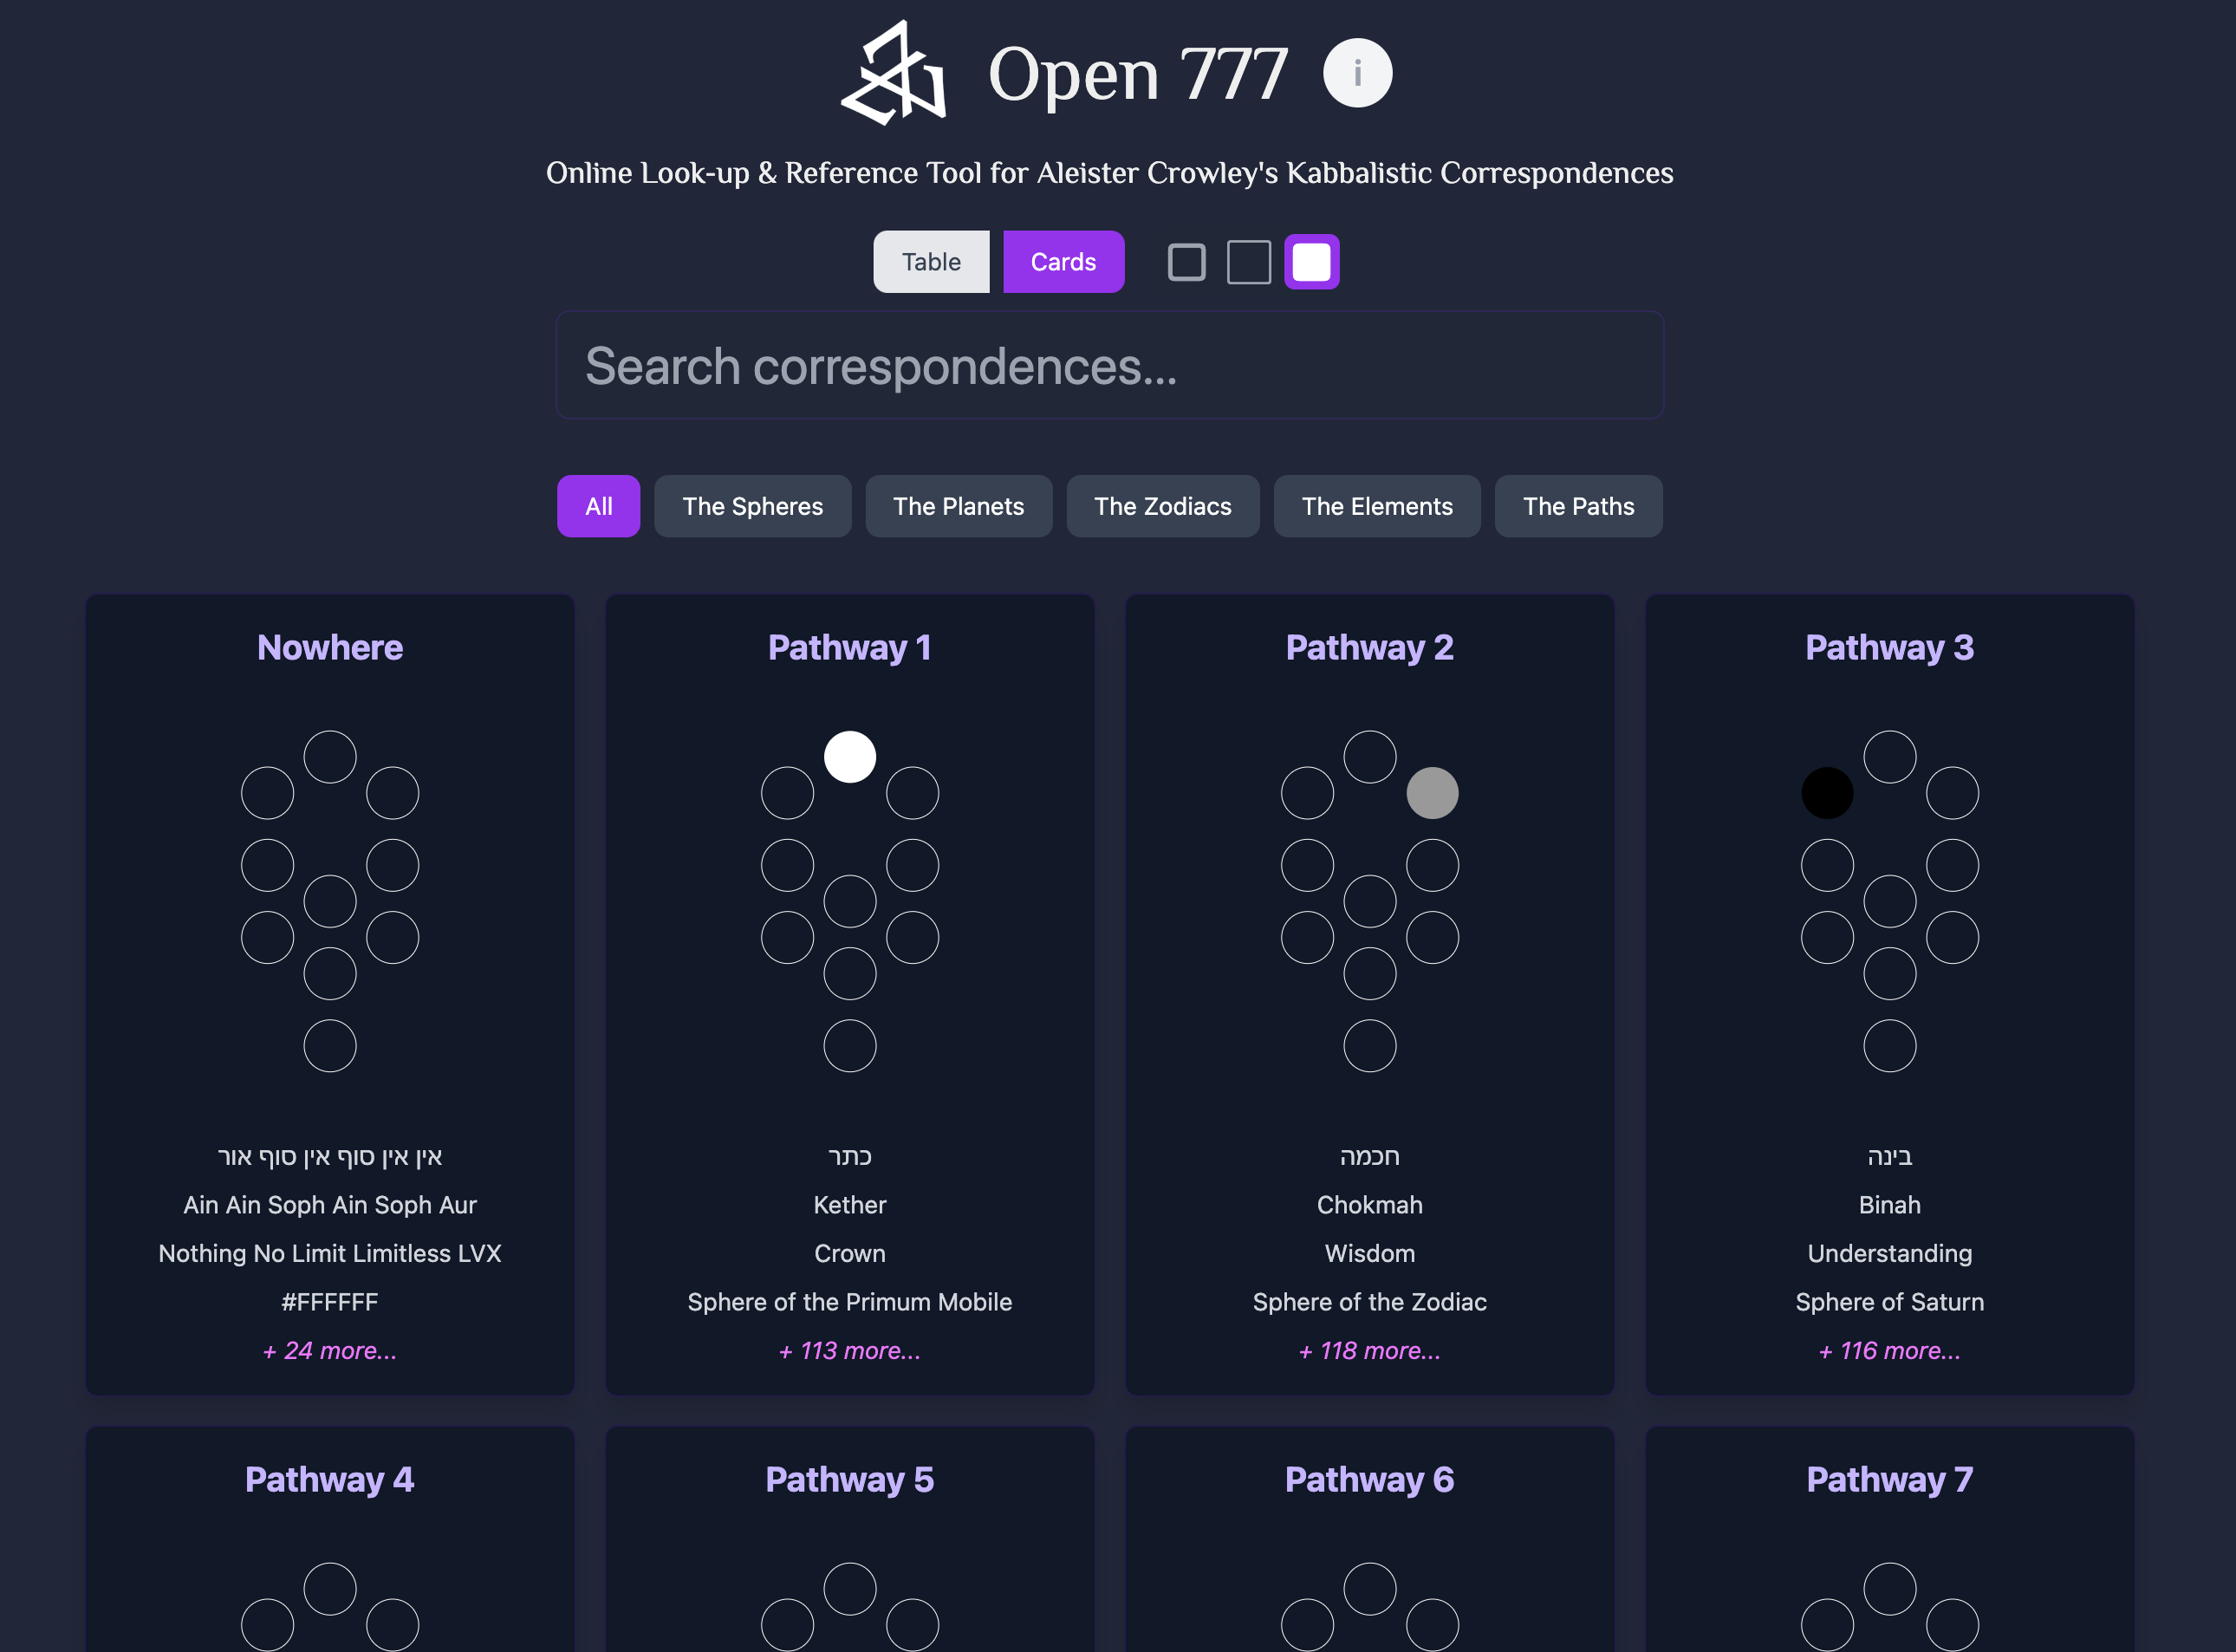 Open 777
i
Online Look-up & Reference Tool for Aleister Crowley's Kabbalistic Correspondences
Table Cards
Search correspondences...
All The Spheres The Planets The Zodiacs The Elements The Paths
Nowhere
אין אין סוף אין סוף אור
Ain Ain Soph Ain Soph Aur
Nothing No Limit Limitless LVX
#FFFFFF
+ 24 more...
Pathway 1
כתר
Kether
Crown
Sphere of the Primum Mobile
+ 113 more...
Pathway 2
חכמה
Chokmah
Wisdom
Sphere of the Zodiac
+ 118 more...
Pathway 3
בינה
Binah
Understanding
Sphere of Saturn
+ 116 more...
Pathway 4
Pathway 5
Pathway 6
Pathway 7